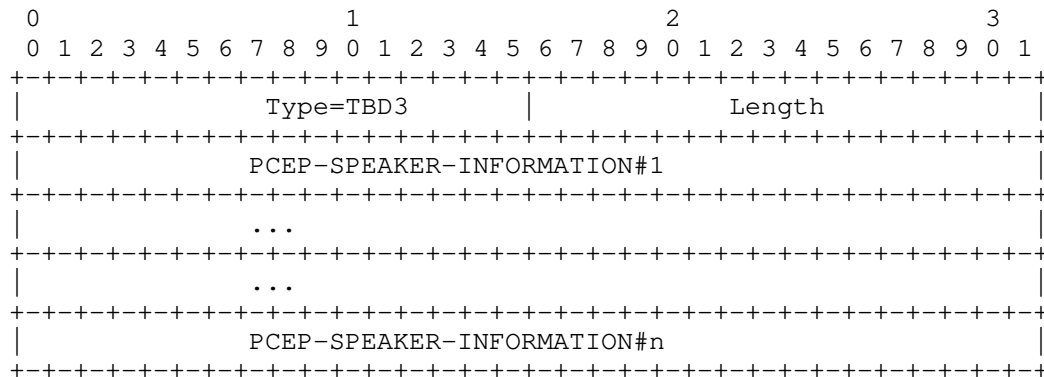 0                   1                   2                   3
 0 1 2 3 4 5 6 7 8 9 0 1 2 3 4 5 6 7 8 9 0 1 2 3 4 5 6 7 8 9 0 1
+-+-+-+-+-+-+-+-+-+-+-+-+-+-+-+-+-+-+-+-+-+-+-+-+-+-+-+-+-+-+-+-+
|               Type=TBD3       |            Length             |
+-+-+-+-+-+-+-+-+-+-+-+-+-+-+-+-+-+-+-+-+-+-+-+-+-+-+-+-+-+-+-+-+
|              PCEP-SPEAKER-INFORMATION#1                       |
+-+-+-+-+-+-+-+-+-+-+-+-+-+-+-+-+-+-+-+-+-+-+-+-+-+-+-+-+-+-+-+-+
|              ...                                              |
+-+-+-+-+-+-+-+-+-+-+-+-+-+-+-+-+-+-+-+-+-+-+-+-+-+-+-+-+-+-+-+-+
|              ...                                              |
+-+-+-+-+-+-+-+-+-+-+-+-+-+-+-+-+-+-+-+-+-+-+-+-+-+-+-+-+-+-+-+-+
|              PCEP-SPEAKER-INFORMATION#n                       |
+-+-+-+-+-+-+-+-+-+-+-+-+-+-+-+-+-+-+-+-+-+-+-+-+-+-+-+-+-+-+-+-+